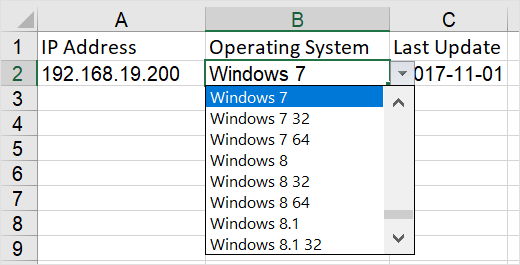 A B C
1 IP Address Operating System Last Update
2 192.168.19.200 Windows 7 017-11-01
3 Windows 7
4 Windows 7 32
5 Windows 7 64
6 Windows 8
Windows 8 32
7 Windows 8 64
8 Windows 8.1
9 Windows 8.1 32